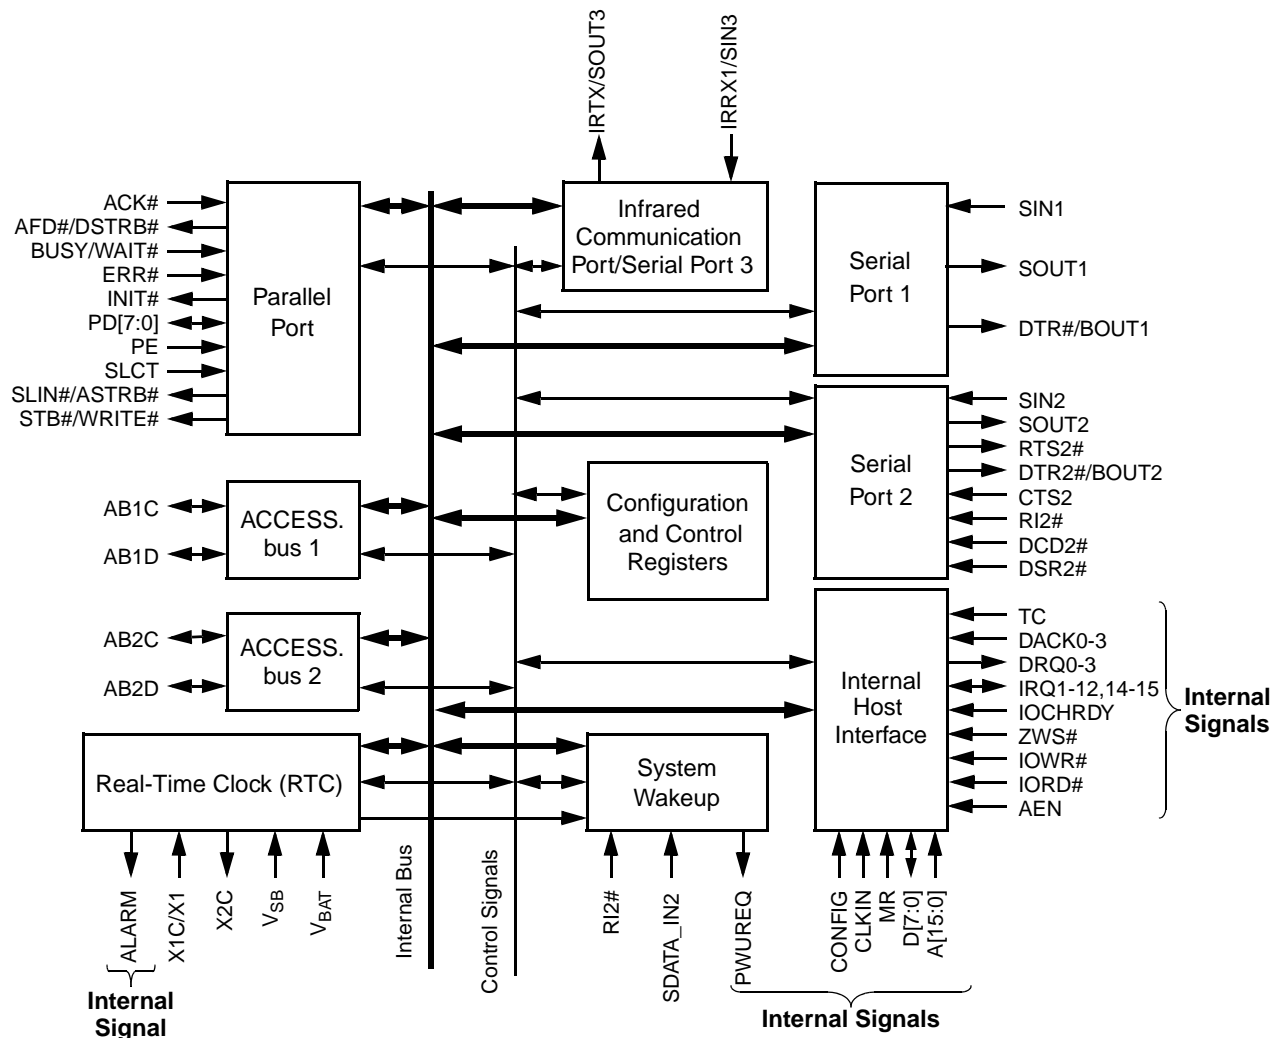 IRTX/SOUT3
IRRX1/SIN3
ACK#
AFD#/DSTRB#
BUSY/WAIT#
ERR#
INIT#
PD[7:0]
PE
SLCT
SLIN#/ASTRB#
STB#/WRITE#
Parallel
Port
Infrared
Communication
Port/Serial Port 3
Serial
Port 1
SIN1
SOUT1
DTR#/BOUT1
Serial
Port 2
SIN2
SOUT2
RTS2#
DTR2#/BOUT2
CTS2
RI2#
DCD2#
DSR2#
AB1C
AB1D
ACCESS.
bus 1
Configuration
and Control
Registers
AB2C
AB2D
ACCESS.
bus 2
Internal
Host
Interface
TC
DACK0-3
DRQ0-3
IRQ1-12,14-15
IOCHRDY
ZWS#
IOWR#
IORD#
AEN
Internal
Signals
Real-Time Clock (RTC)
System
Wakeup
ALARM
X1C/X1
X2C
VSB
VBAT
Internal Bus
Control Signals
RI2#
SDATA_IN2
PWUREQ
CONFIG
CLKIN
MR
D[7:0]
A[15:0]
Internal
Signal
Internal Signals